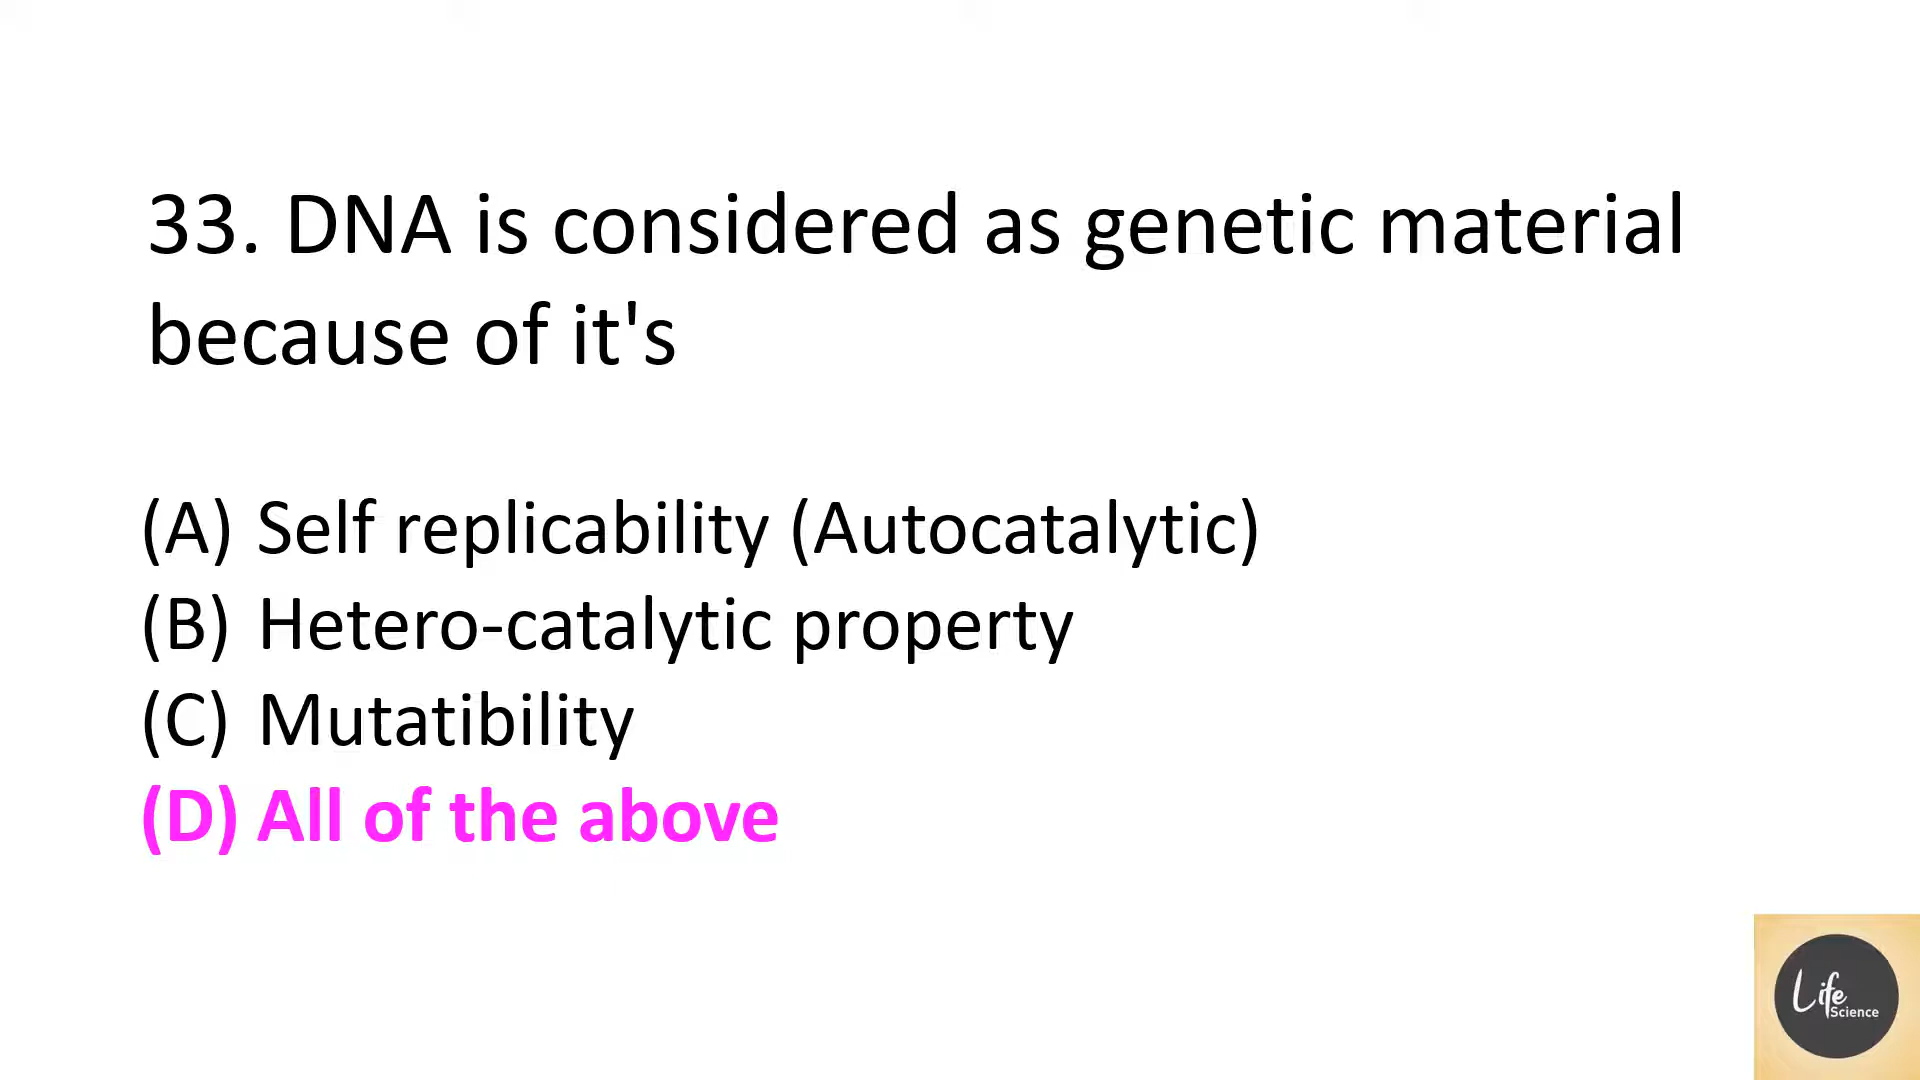 33. DNA is considered as genetic material
because of it's
(A) Self replicability (Autocatalytic)
(B) Hetero-catalytic property
(C) Mutatibility
(D) All of the above
Life
Science